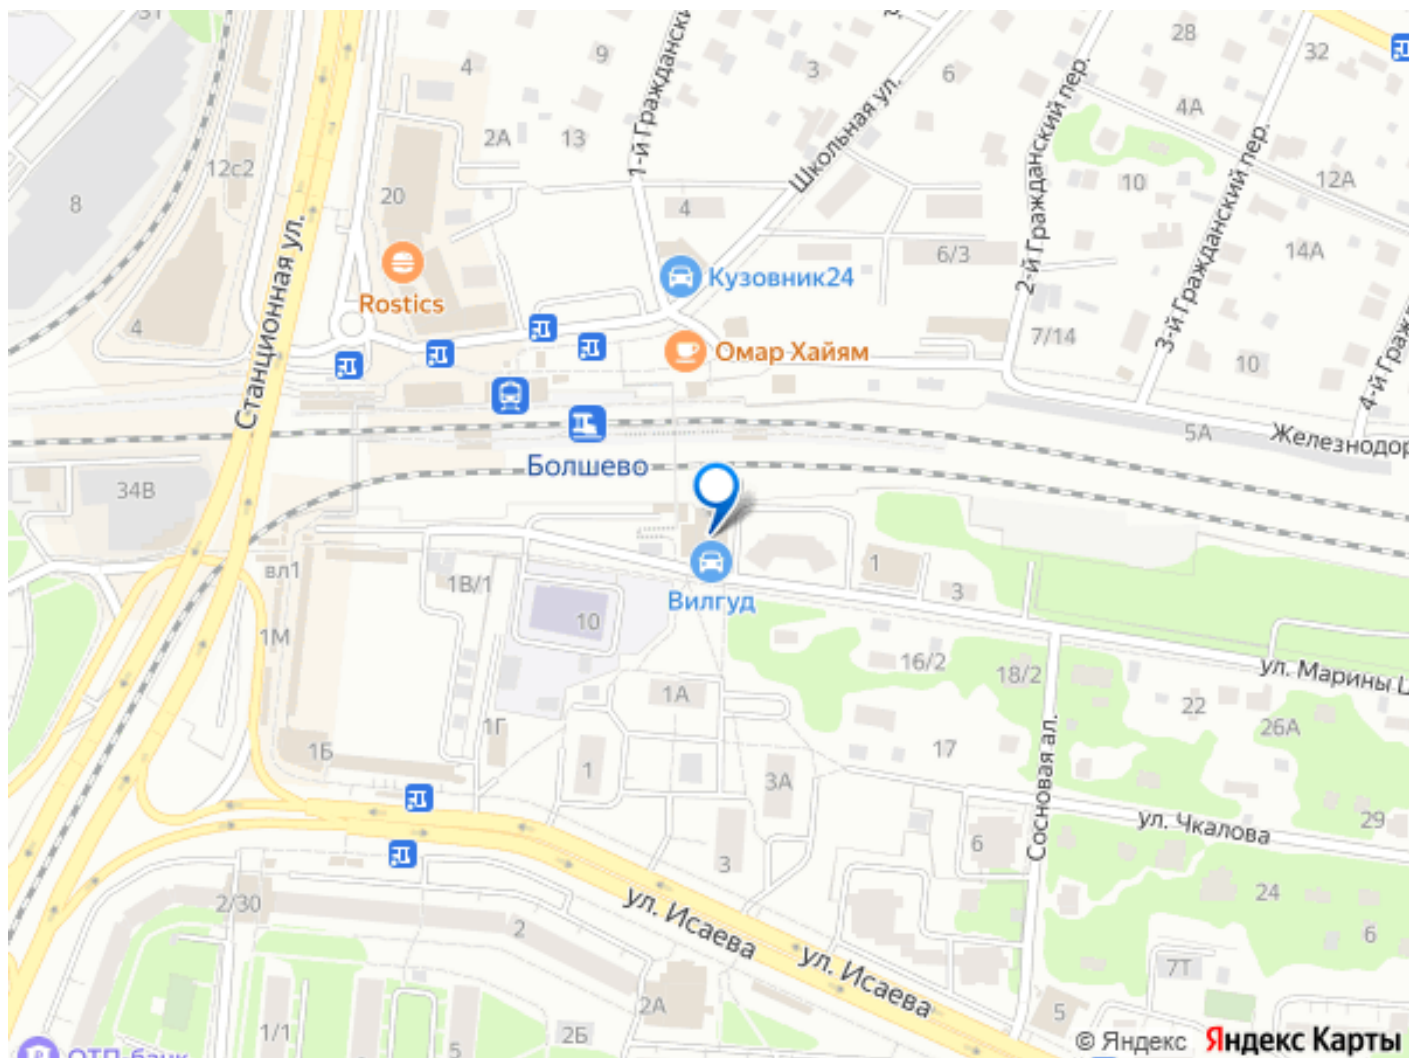 28
32
9
4
3
6
4А
2А
13
1-й Граждански
Школьная ул.
2-й Гражданский пер.
3-й Гражданский пер.
12с2
8
20
10
12А
4
6/3
14А
Станционная ул.
Кузовник24
Rostics
4
7/14
10
Омар Хайям
4-й Граж
5А
Железнодор
Болшево
34В
вл1
1В/1
1
3
Вилгуд
10
1М
16/2
18/2
ул. Марины Ц
1А
22
26А
1Г
1Б
17
1
3А
Сосновая ал.
ул. Чкалова
29
6
3
24
2/30
2
ул. Исаева
ул. Исаева
6
7Т
2А
5
1/1
5
2Б
ОТП банк
© Яндекс Яндекс Карты